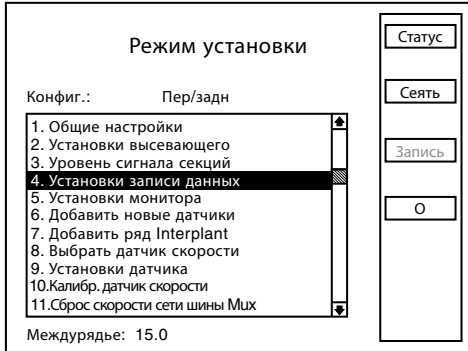 Режим установки
Конфиг.: Пер/задн
1. Общие настройки
2. Установки высевающего
3. Уровень сигнала секций
4. Установки записи данных
5. Установки монитора
6. Добавить новые датчики
7. Добавить ряд Interplant
8. Выбрать датчик скорости
9. Установки датчика
10.Калибр. датчик скорости
11.Сброс скорости сети шины Mux
Междурядье: 15.0
Статус
Сеять
Запись
О